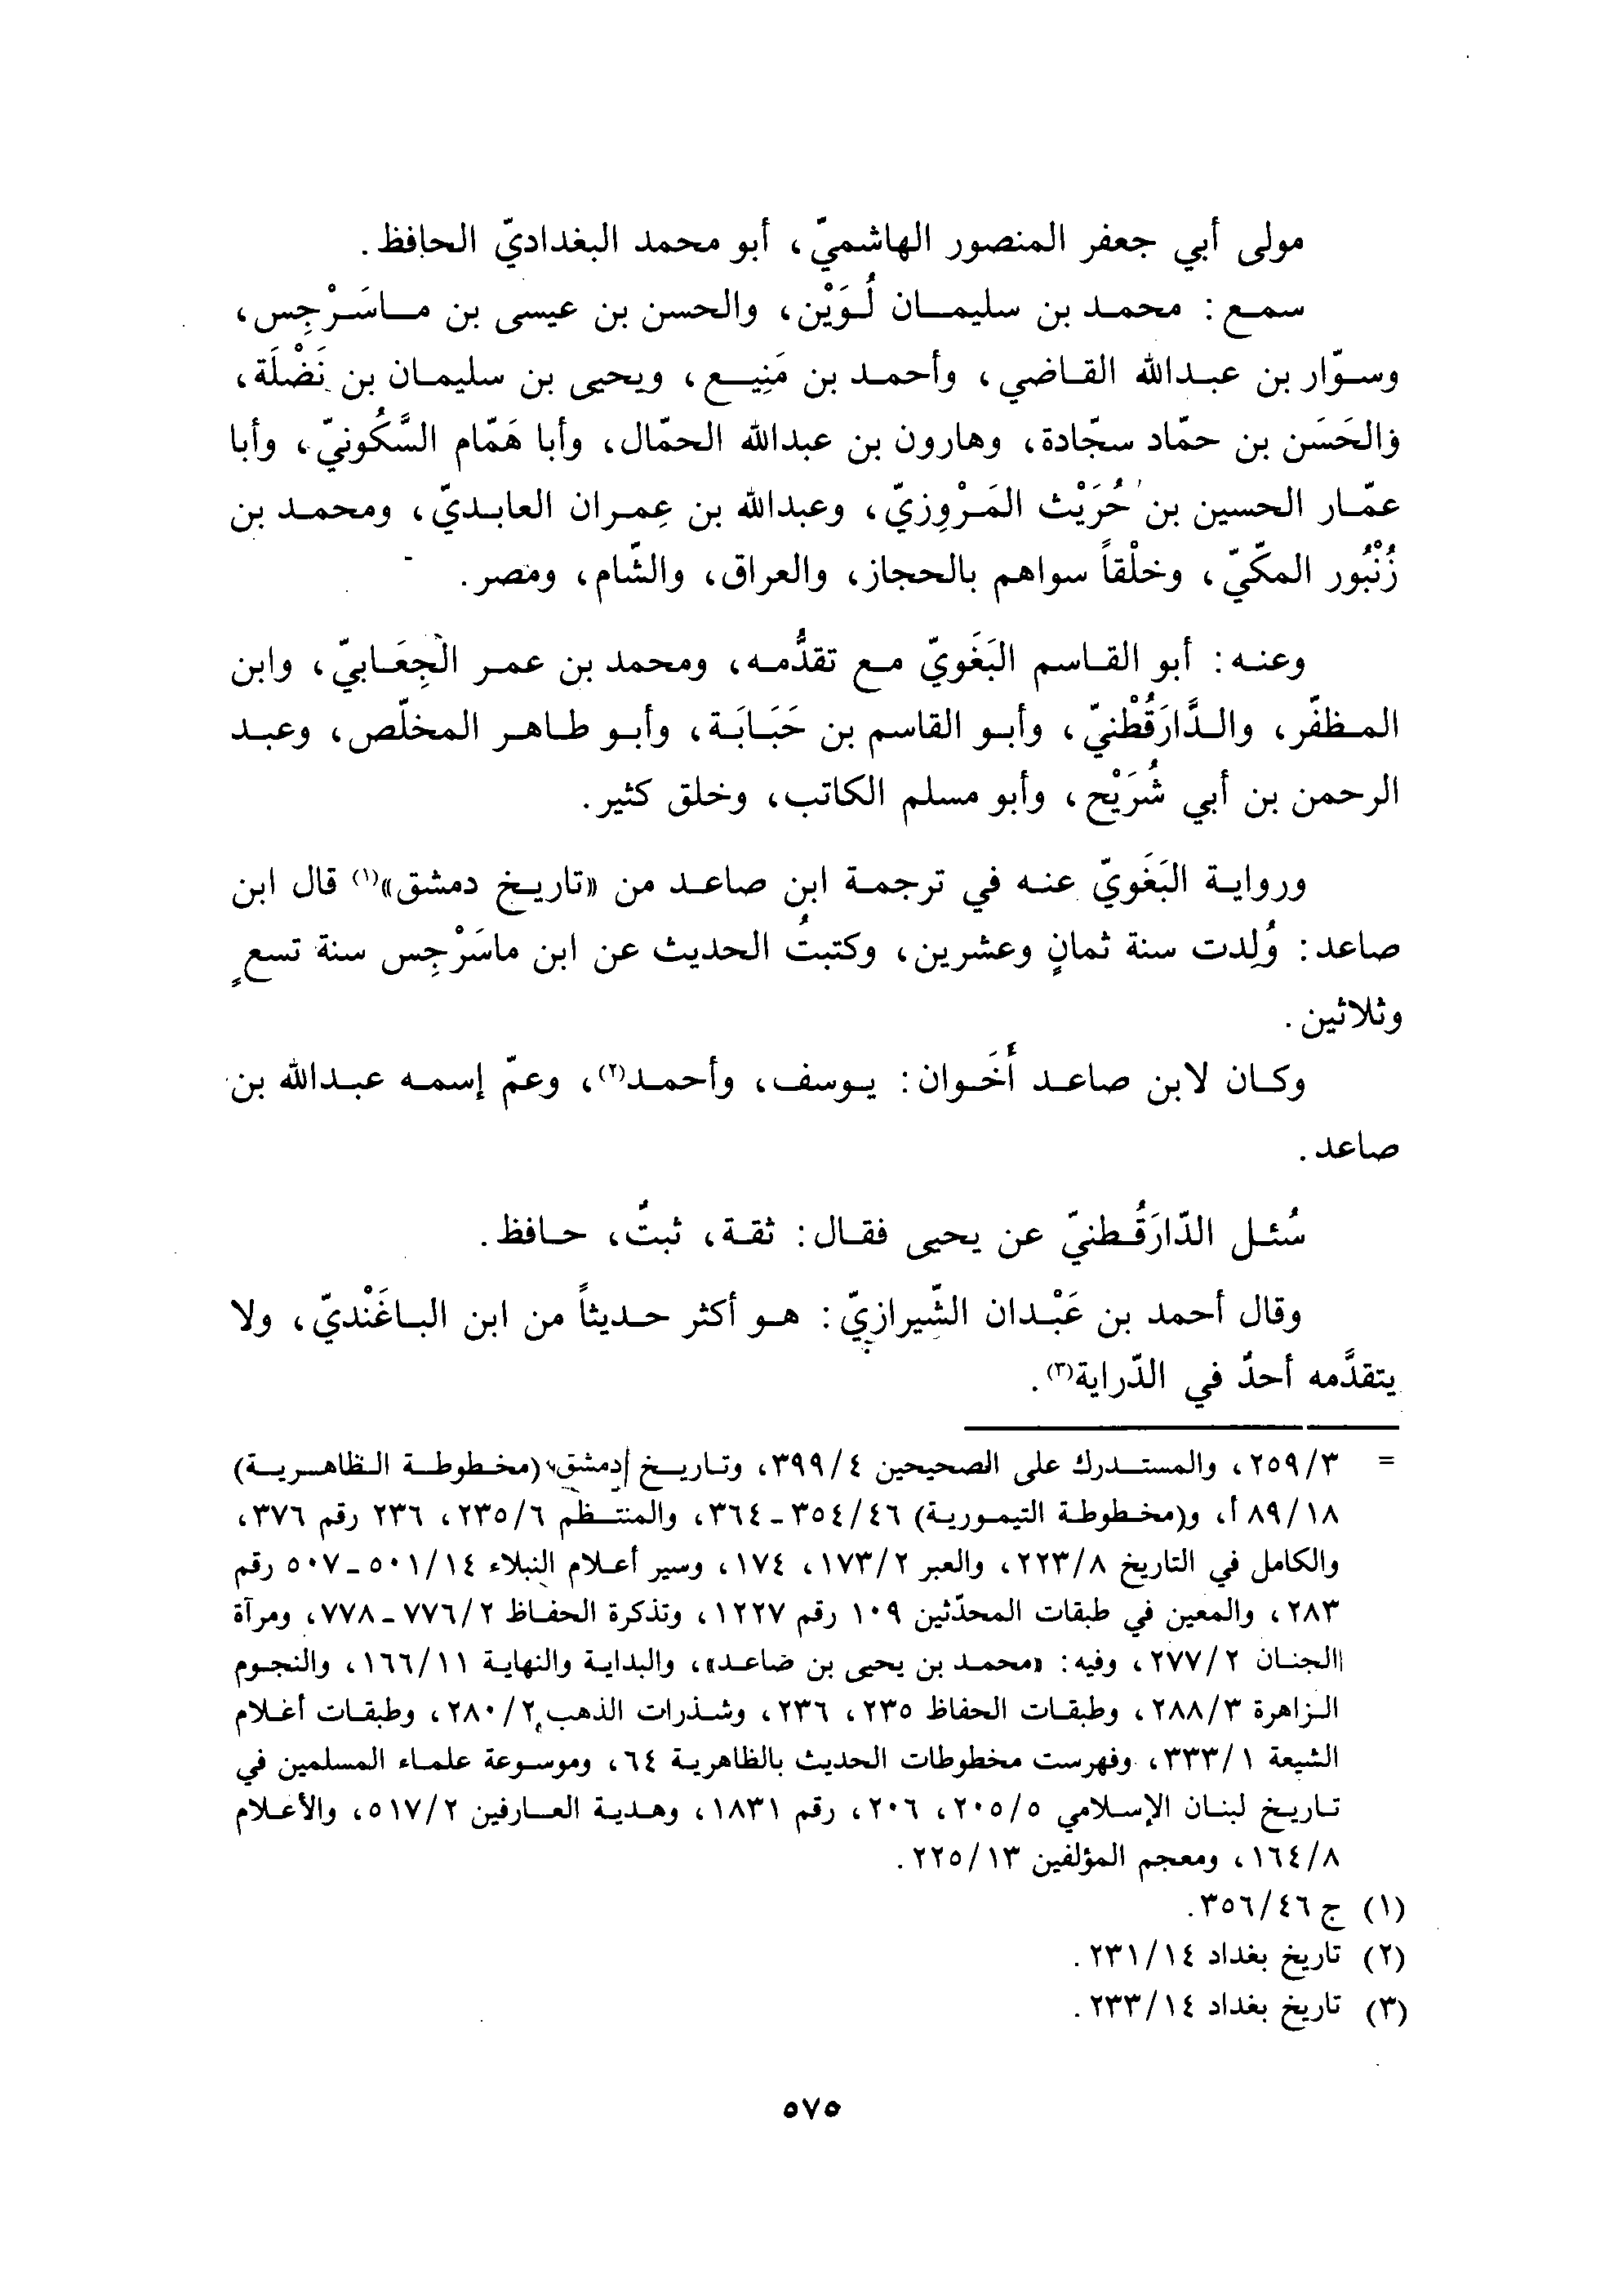 مولى أبي جعفر المنصور الهاشميّ، أبو محمد البغداديّ الحافظ.
سمع: محمد بن سليمان لُوَيْن، والحسن بن عيسى بن ماسَرْجِس،
وسوّار بن عبدالله القاضي، وأحمد بن مَنِيع، ويحيى بن سليمان بن نَضْلَة،
والحَسَن بن حمّاد سجّادة، وهارون بن عبدالله الحمّال، وأبا هَمّام السَّكُونيّ، وأبا
عمّار الحسين بن حُرَيْث المَرْوِزيّ، وعبدالله بن عِمران العابديّ، ومحمد بن
زُنْبُور المكّيّ، وخلْقاً سواهم بالحجاز، والعراق، والشّام، ومصر.
وعنه: أبو القاسم البَغَويّ مع تقدُّمه، ومحمد بن عمر الْجِعَابيّ، وابن
المظفّر، والدَّارَقُطْنيّ، وأبو القاسم بن حَبَابَة، وأبو طاهر المخلّص، وعبد
الرحمن بن أبي شُرَيْح، وأبو مسلم الكاتب، وخلق كثير.
ورواية البَغَويّ عنه في ترجمة ابن صاعد من «تاريخ دمشق»(١) قال ابن
صاعد: وُلِدت سنة ثمانٍ وعشرين، وكتبتُ الحديث عن ابن ماسَرْجِس سنة تسعٍ
وثلاثين.
وكان لابن صاعد أَخَوان: يوسف، وأحمد(٢)، وعمّ إسمه عبدالله بن
صاعد.
سُئل الدّارَقُطنيّ عن يحيى فقال: ثقة، ثبتٌ، حافظ.
وقال أحمد بن عَبْدان الشّيرازيّ: هو أكثر حديثاً من ابن الباغَنْديّ، ولا
يتقدَّمه أحدٌ في الدّراية(٣).
= ٢٥٩/٣، والمستدرك على الصحيحين ٣٩٩/٤، وتاريخ دمشق (مخطوطة الظاهرية)
٨٩/١٨ أ، و(مخطوطة التيمورية) ٣٥٤/٤٦ - ٣٦٤، والمنتظم ٢٣٥/٦، ٢٣٦ رقم ٣٧٦،
والكامل في التاريخ ٢٢٣/٨، والعبر ١٧٣/٢، ١٧٤، وسير أعلام النبلاء ٥٠١/١٤ - ٥٠٧ رقم
٢٨٣، والمعين في طبقات المحدّثين ١٠٩ رقم ١٢٢٧، وتذكرة الحفاظ ٧٧٦/٢ - ٧٧٨، ومرآة
الجنان ٢٧٧/٢، وفيه: «محمد بن يحيى بن ضاعد»، والبداية والنهاية ١٦٦/١١، والنجوم
الزاهرة ٢٨٨/٣، وطبقات الحفاظ ٢٣٥، ٢٣٦، وشذرات الذهب ٢٨٠/٢، وطبقات أعلام
الشيعة ٣٣٣/١، وفهرست مخطوطات الحديث بالظاهرية ٦٤، وموسوعة علماء المسلمين في
تاريخ لبنان الإسلامي ٢٠٥/٥، ٢٠٦، رقم ١٨٣١، وهدية العارفين ٥١٧/٢، والأعلام
١٦٤/٨، ومعجم المؤلفين ٢٢٥/١٣.
(١) ج ٣٥٦/٤٦.
(٢) تاريخ بغداد ٢٣١/١٤.
(٣) تاريخ بغداد ٢٣٣/١٤.
٥٧٥